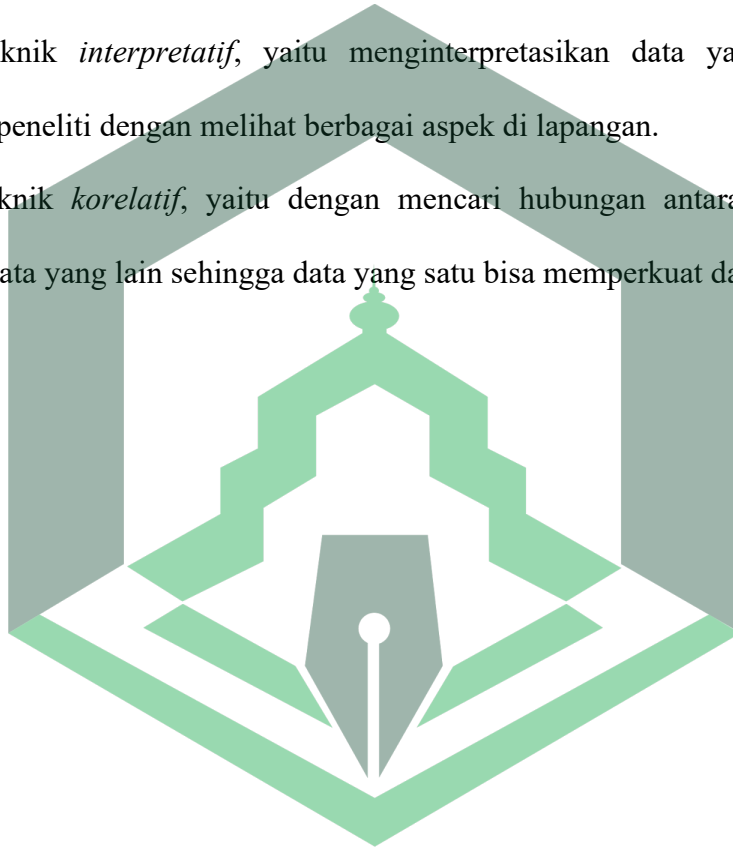 knik interpretatif, yaitu menginterpretasikan data ya
peneliti dengan melihat berbagai aspek di lapangan.
knik korelatif, yaitu dengan mencari hubungan antara
ata yang lain sehingga data yang satu bisa memperkuat da